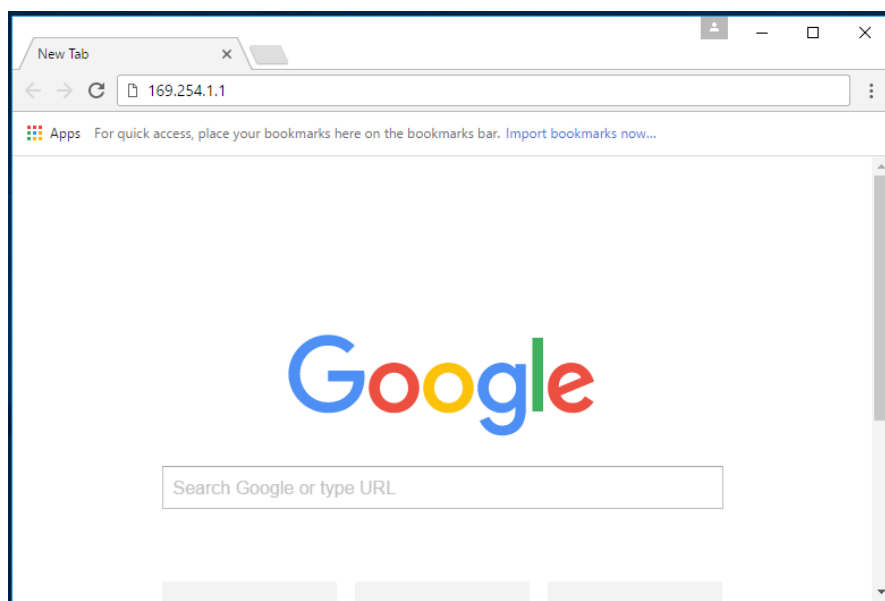 New Tab
169.254.1.1
Apps For quick access, place your bookmarks here on the bookmarks bar. Import bookmarks now...
Google
Search Google or type URL